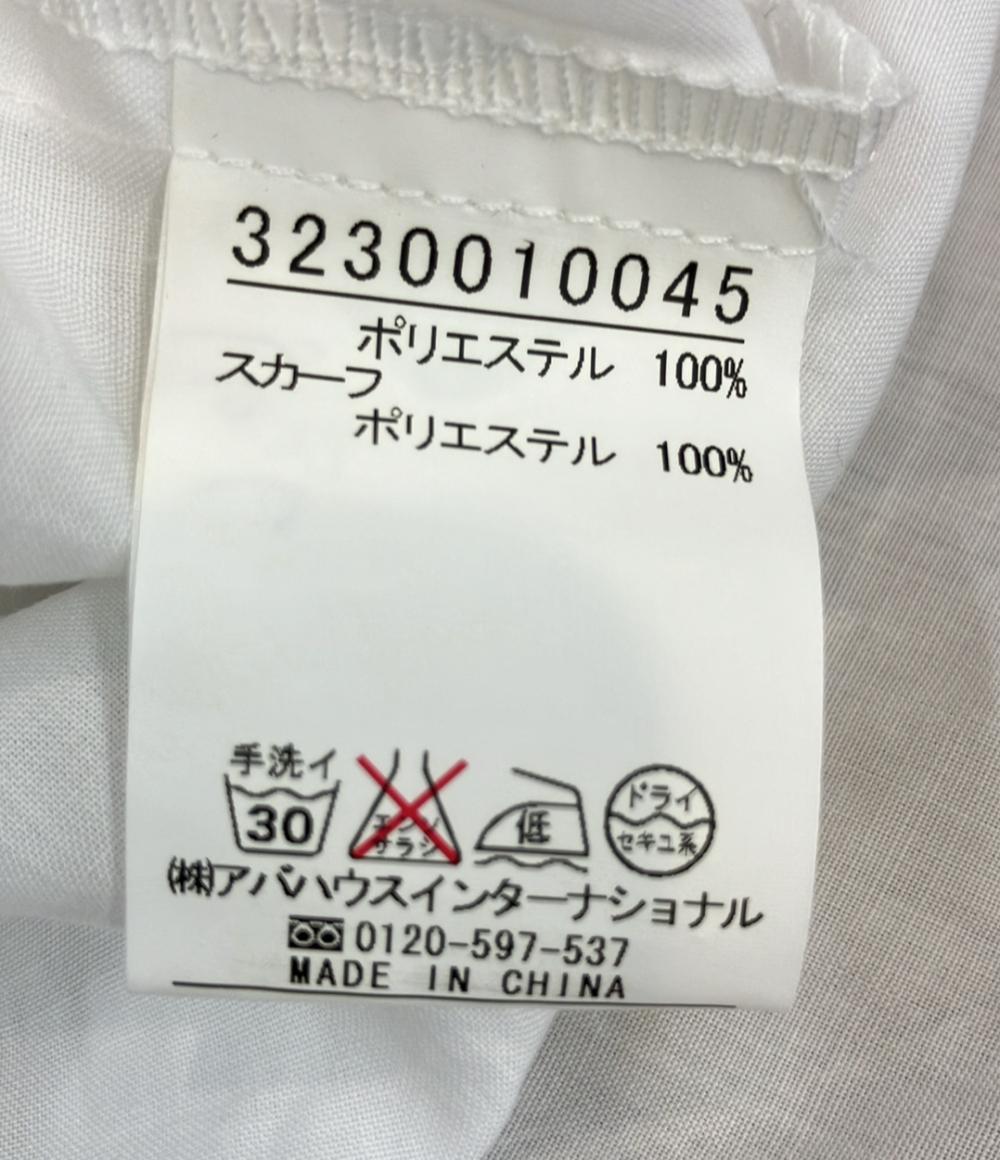 3230010045
ポリエステル 100%
スカーフ
ポリエステル 100%
手洗イ
30
エンソ
サラシ
低
ドライ
セキユ系
(株)アバハウスインターナショナル
0120-597-537
MADE IN CHINA